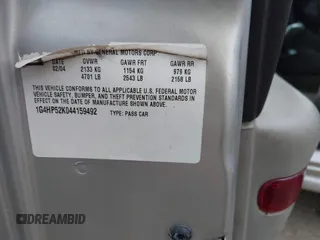 MFD BY GENERAL MOTORS CORP
DATE GVWR GAWR FRT GAWR RR
02/04 2133 KG 1154 KG 979 KG
4701 LB 2543 LB 2158 LB
THIS VEHICLE CONFORMS TO ALL APPLICABLE U.S. FEDERAL MOTOR
VEHICLE SAFETY, BUMPER, AND THEFT PREVENTION STANDARDS IN
EFFECT ON THE DATE OF MANUFACTURE SHOWN ABOVE.
1G4HP52K044159492 TYPE: PASS CAR
DREAMBID